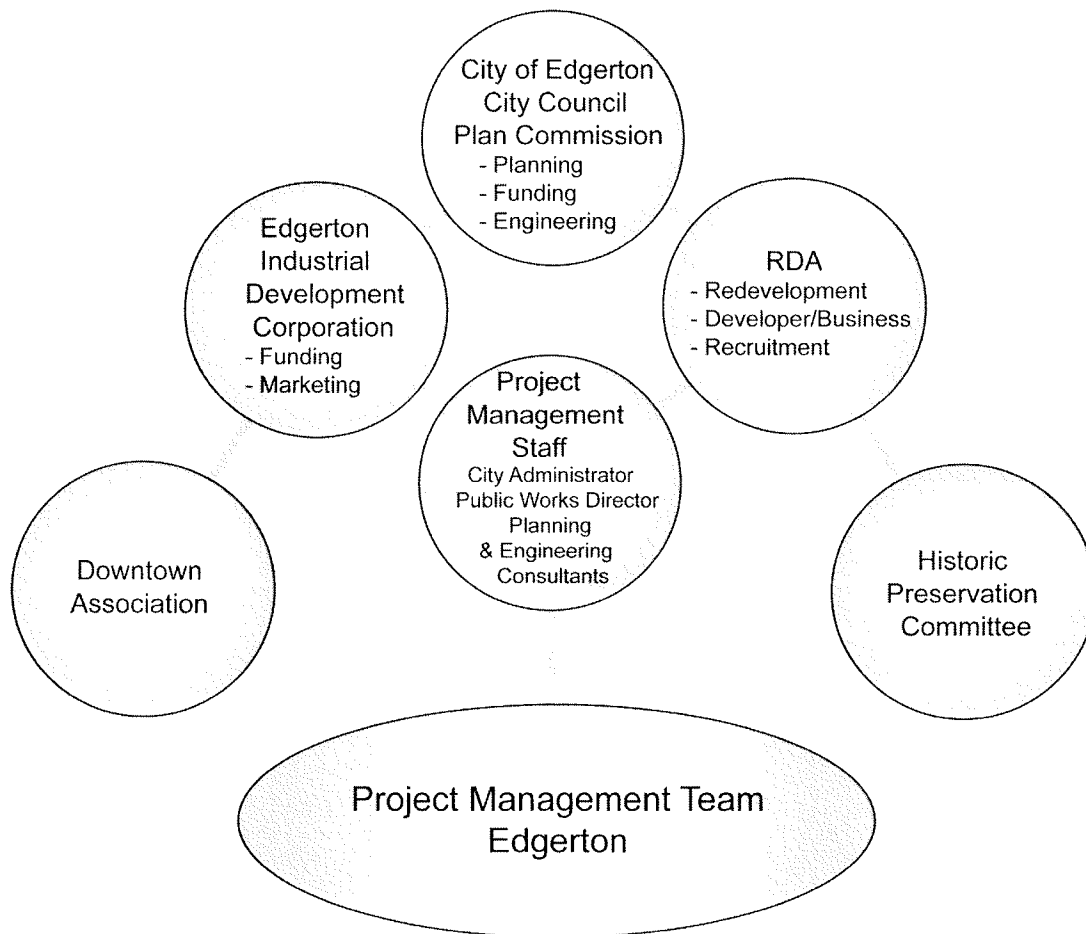 City of Edgerton
City Council
Plan Commission
- Planning
- Funding
- Engineering
Edgerton
Industrial
Development
Corporation
- Funding
- Marketing
RDA
- Redevelopment
- Developer/Business
- Recruitment
Project
Management
Staff
City Administrator
Public Works Director
Planning
& Engineering
Consultants
Downtown
Association
Historic
Preservation
Committee
Project Management Team
Edgerton